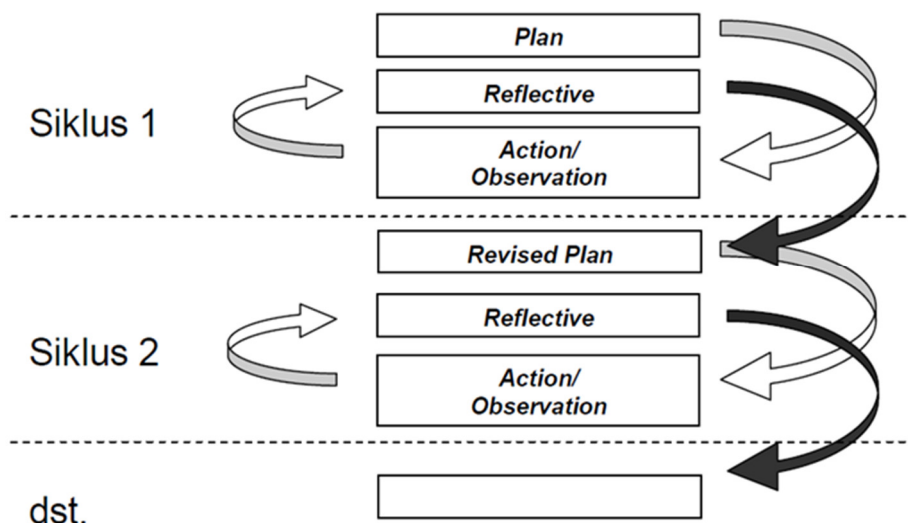 Plan
Siklus 1
Reflective
Action/
Observation
Revised Plan
Siklus 2
Reflective
Action/
Observation
dst.